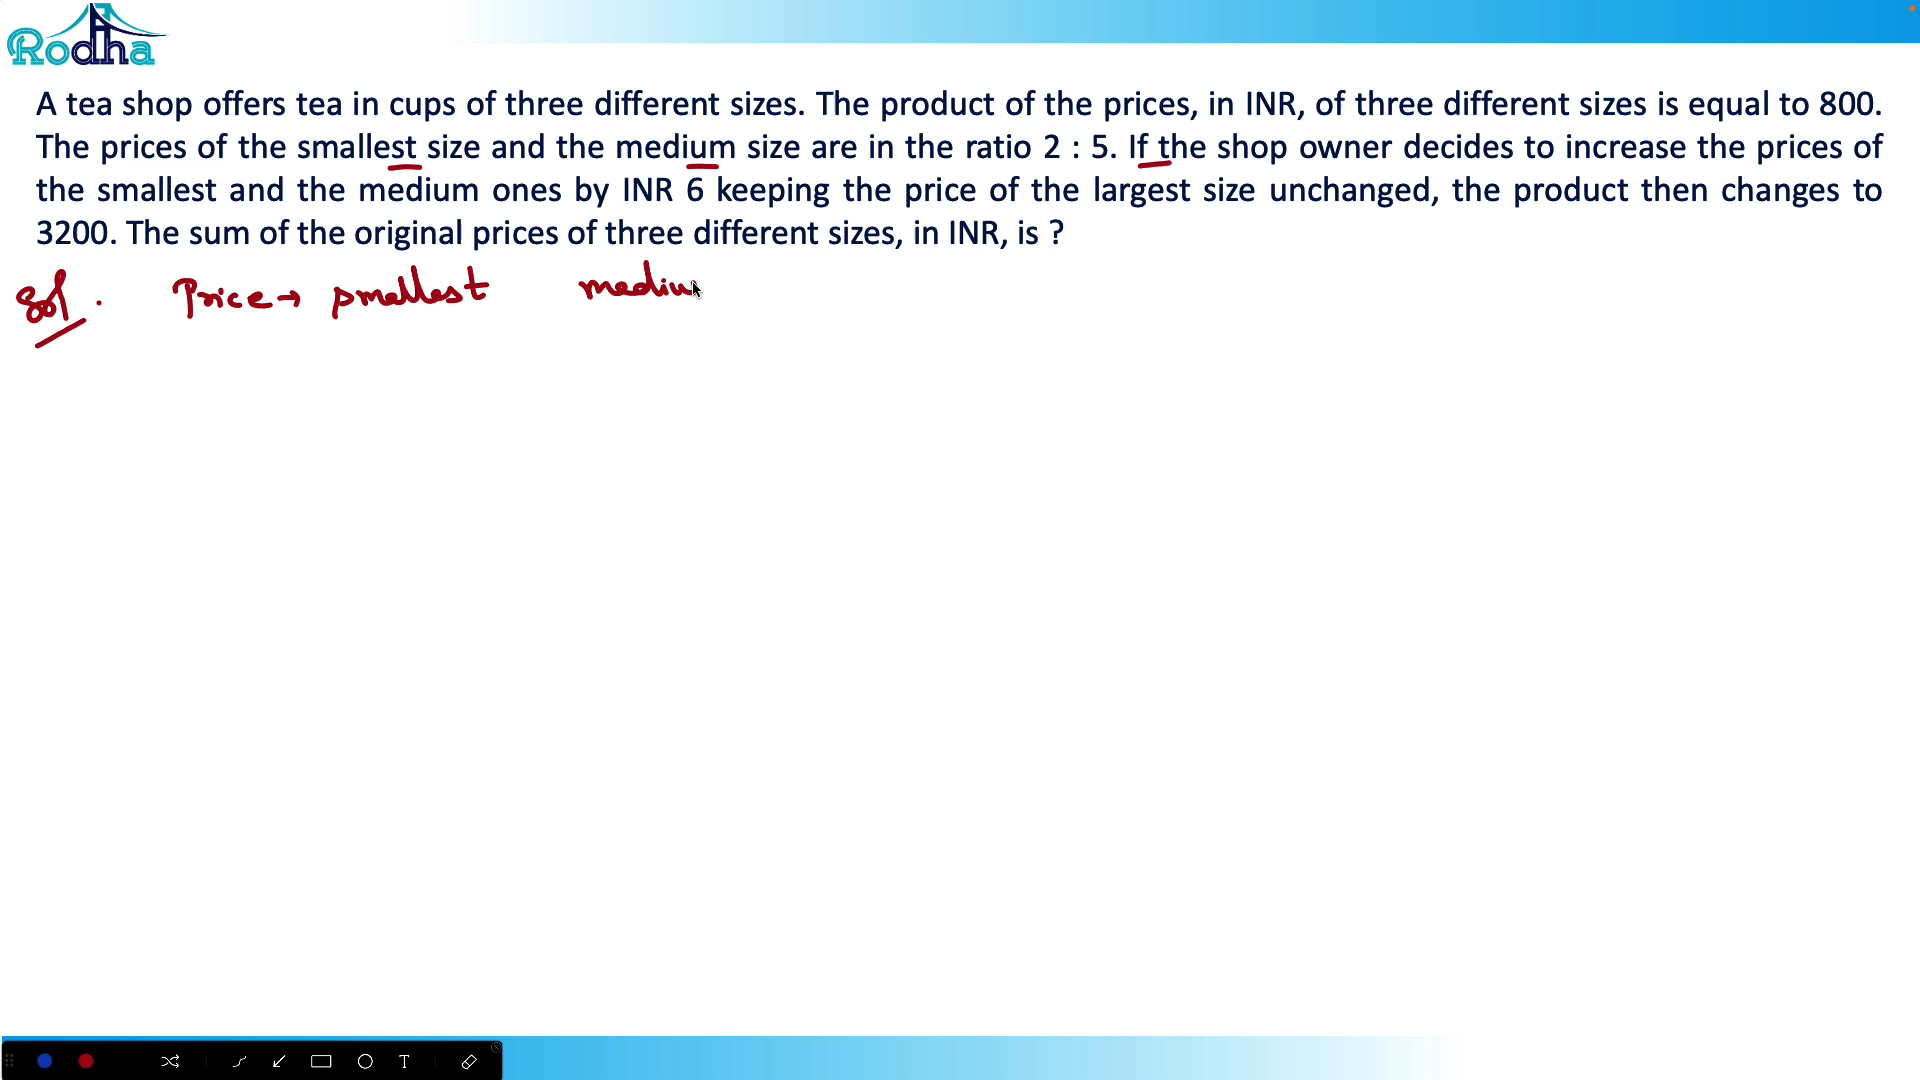 Rodha
A tea shop offers tea in cups of three different sizes. The product of the prices, in INR, of three different sizes is equal to 800.
The prices of the smallest size and the medium size are in the ratio 2 : 5. If the shop owner decides to increase the prices of
the smallest and the medium ones by INR 6 keeping the price of the largest size unchanged, the product then changes to
3200. The sum of the original prices of three different sizes, in INR, is ?
Sol. Price→ smallest mediu
T